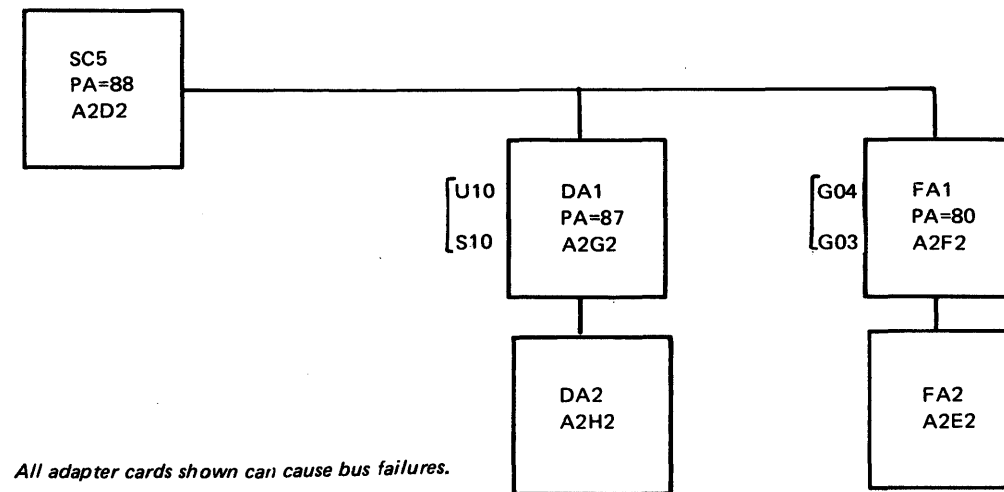 SC5
PA=88
A2D2
U10
S10
DA1
PA=87
A2G2
G04
G03
FA1
PA=80
A2F2
DA2
A2H2
FA2
A2E2
All adapter cards shown can cause bus failures.